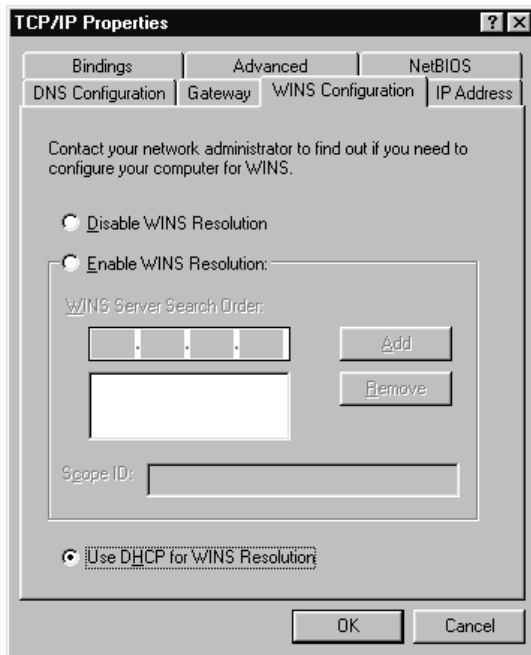 TCP/IP Properties
Bindings Advanced NetBIOS
DNS Configuration Gateway WINS Configuration IP Address
Contact your network administrator to find out if you need to
configure your computer for WINS.
Disable WINS Resolution
Enable WINS Resolution:
WINS Server Search Order:
Add
Remove
Scope ID:
Use DHCP for WINS Resolution
OK Cancel